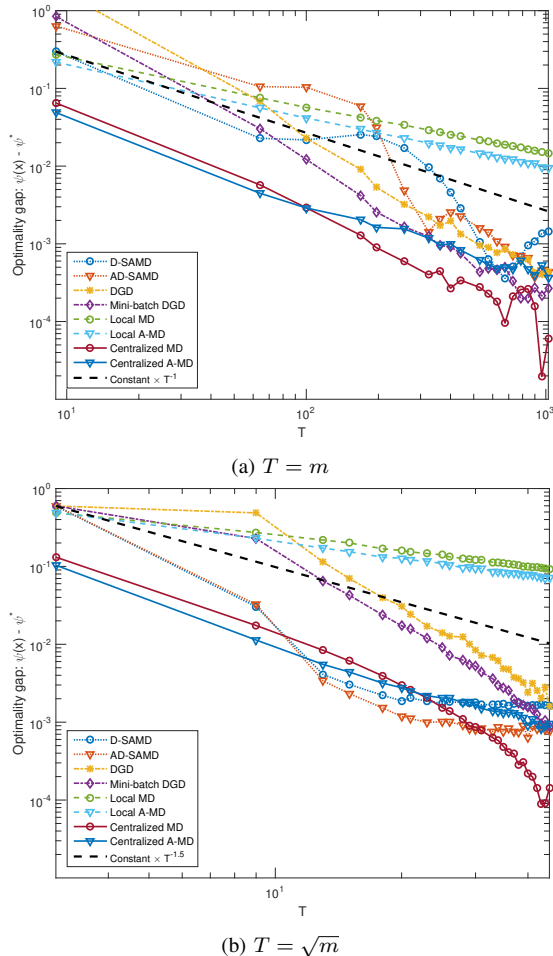 10^0
10^-1
10^-2
10^-3
10^-4
Optimality gap: ψ(x) - ψ^*
D-SAMD
AD-SAMD
DGD
Mini-batch DGD
Local MD
Local A-MD
Centralized MD
Centralized A-MD
Constant × T^-1
10^1
10^2
10^3
T
(a) T = m
10^0
10^-1
10^-2
10^-3
10^-4
Optimality gap: ψ(x) - ψ^*
D-SAMD
AD-SAMD
DGD
Mini-batch DGD
Local MD
Local A-MD
Centralized MD
Centralized A-MD
Constant × T^-1.5
10^1
T
(b) T = √m